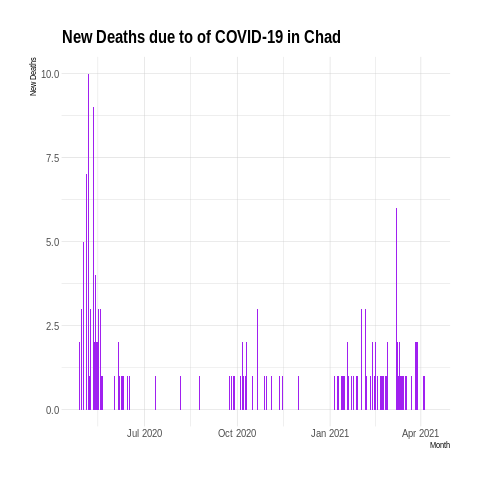 New Deaths due to of COVID-19 in Chad
New Deaths
10.0
7.5
5.0
2.5
0.0
Jul 2020 Oct 2020 Jan 2021 Apr 2021
Month